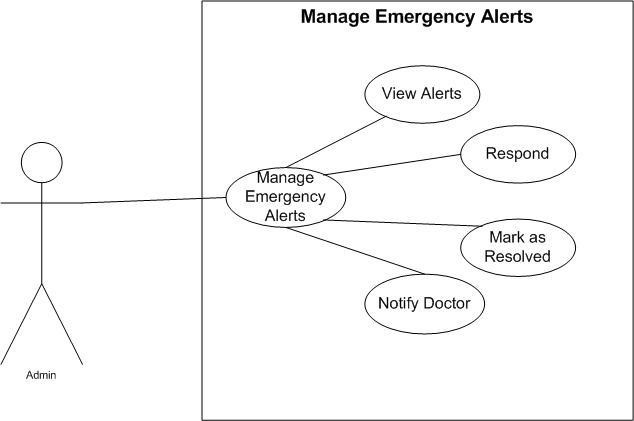 Manage Emergency Alerts
View Alerts
Respond
Manage
Emergency
Alerts
Mark as
Resolved
Notify Doctor
Admin